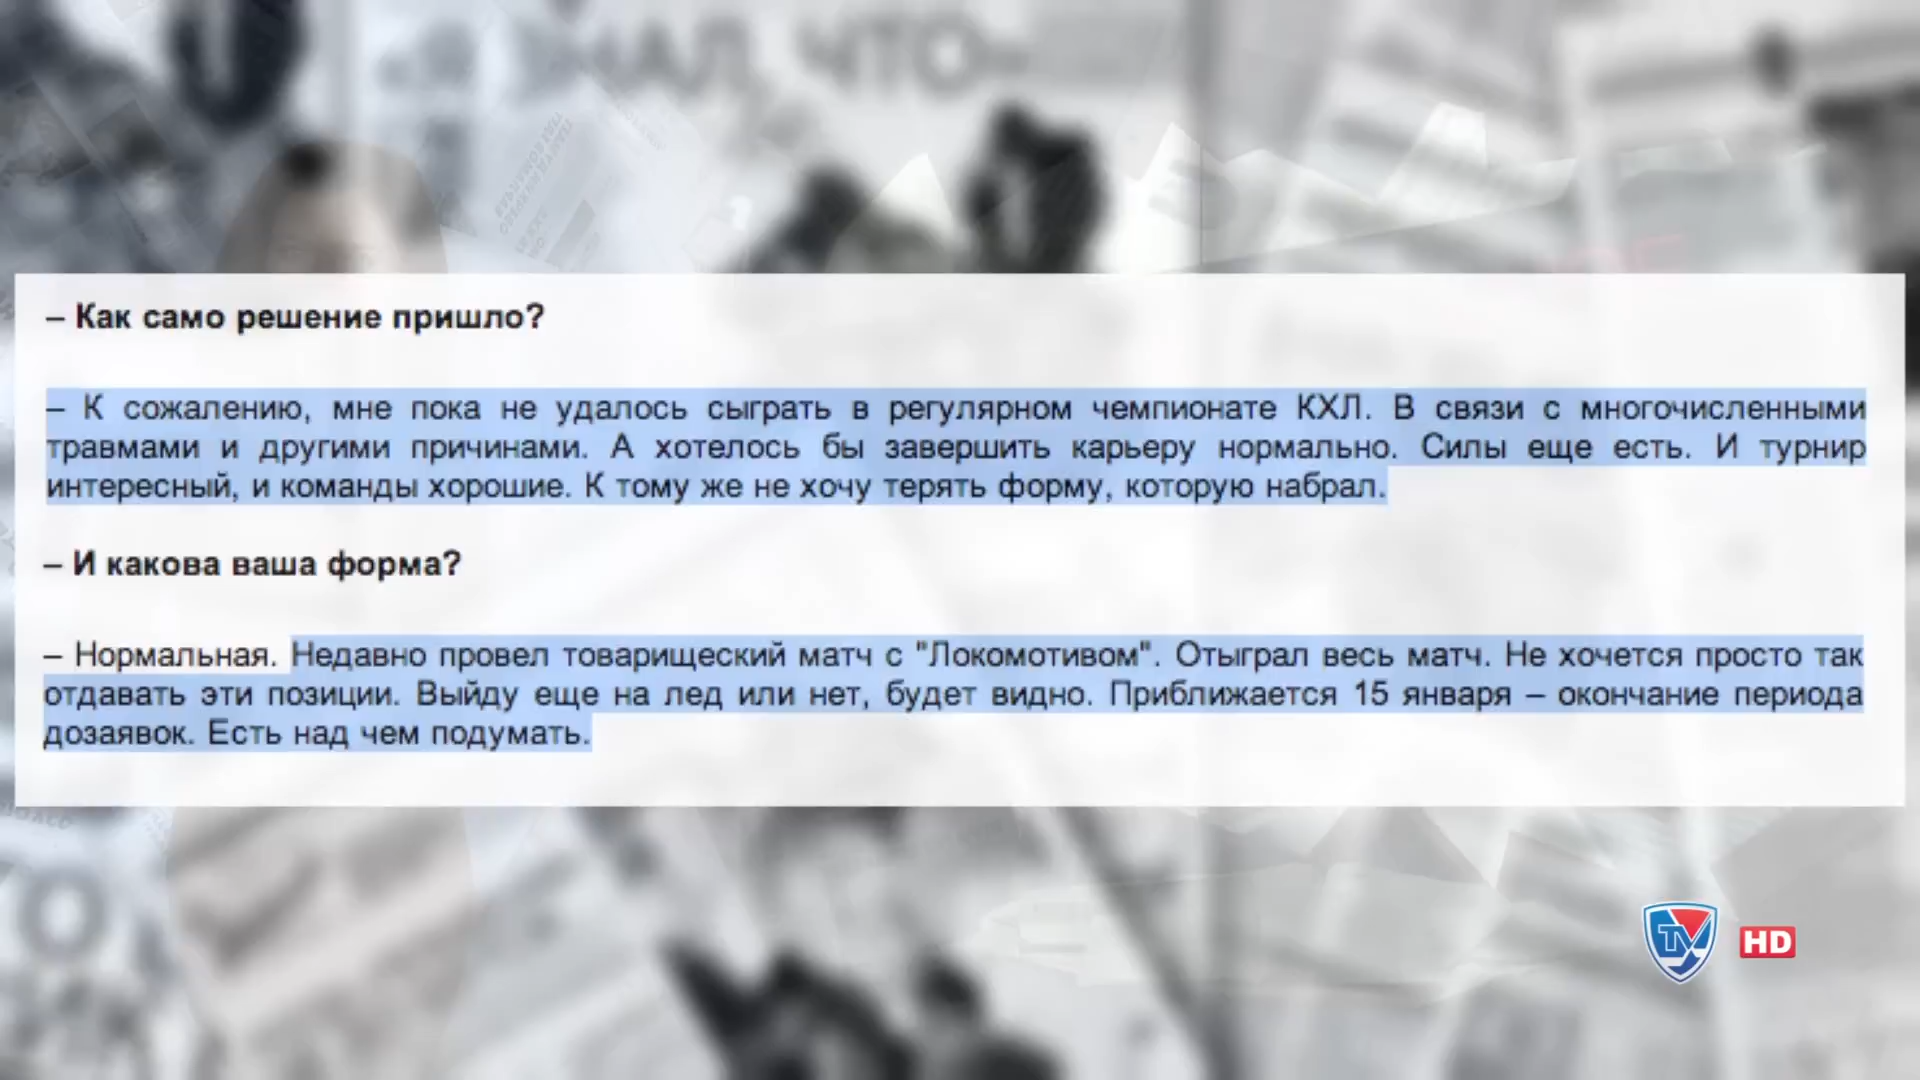 Я ЗНАЛ, ЧТО
– Как само решение пришло?
– К сожалению, мне пока не удалось сыграть в регулярном чемпионате КХЛ. В связи с многочисленными
травмами и другими причинами. А хотелось бы завершить карьеру нормально. Силы еще есть. И турнир
интересный, и команды хорошие. К тому же не хочу терять форму, которую набрал.
– И какова ваша форма?
– Нормальная. Недавно провел товарищеский матч с "Локомотивом". Отыграл весь матч. Не хочется просто так
отдавать эти позиции. Выйду еще на лед или нет, будет видно. Приближается 15 января – окончание периода
дозаявок. Есть над чем подумать.
TV HD